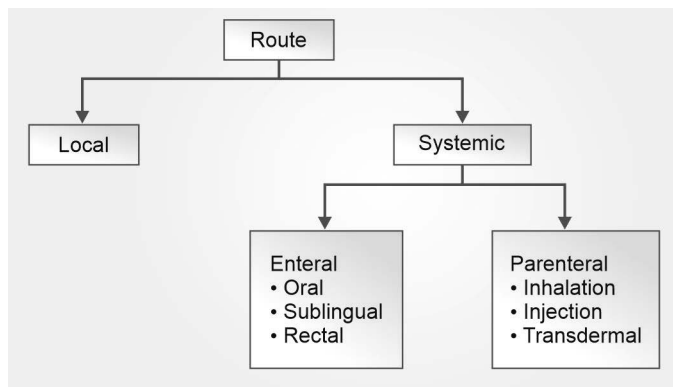 Route
Local
Systemic
Enteral
• Oral
• Sublingual
• Rectal
Parenteral
• Inhalation
• Injection
• Transdermal